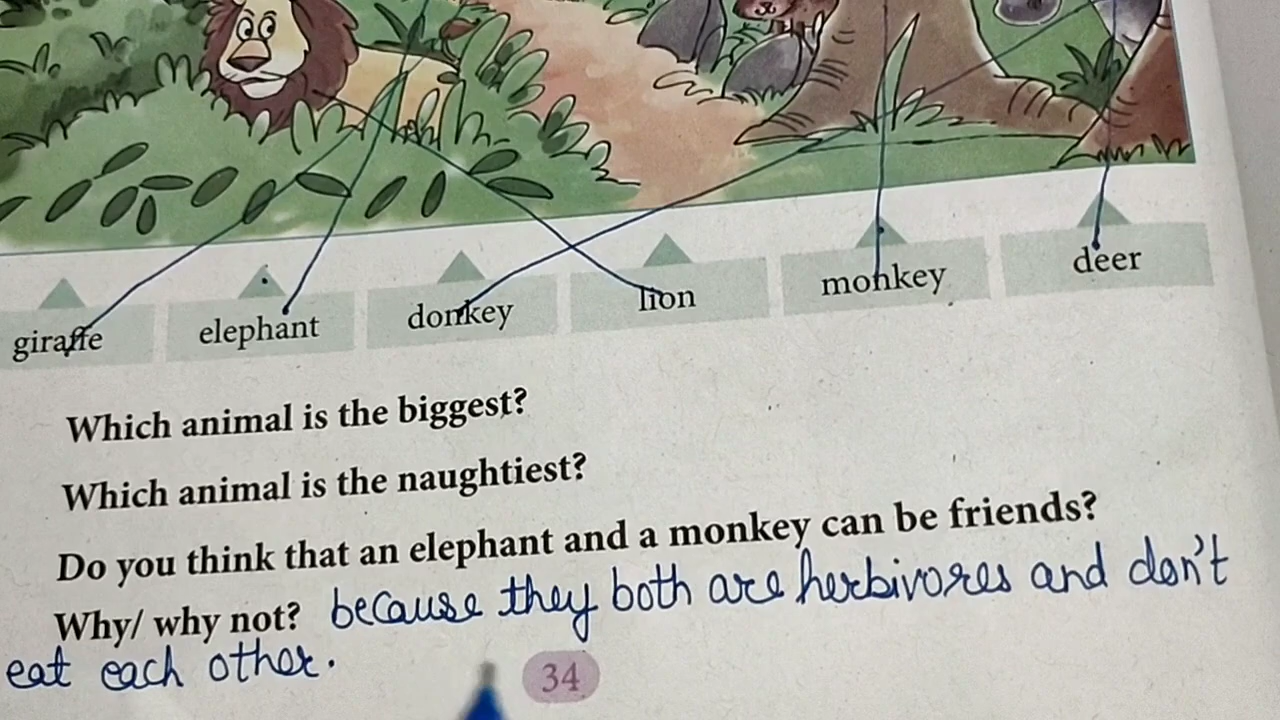 giraffe elephant donkey lion monkey deer
Which animal is the biggest?
Which animal is the naughtiest?
Do you think that an elephant and a monkey can be friends?
Why/ why not? because they both are herbivores and don't
eat each other.
34